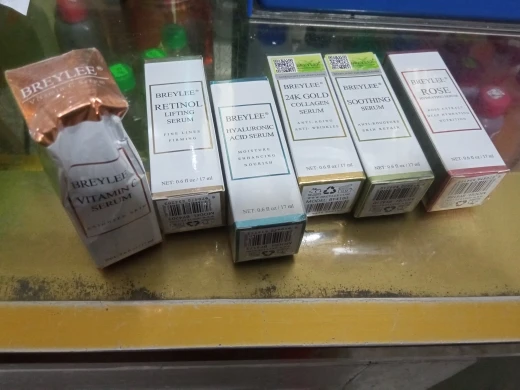 BREYLEE®
BREYLEE®
VITAMIN C
SERUM
BREYLEE®
RETINOL
LIFTING
SERUM
FINE LINES
FIRMING
NET: 0.6 fl oz / 17 ml
BREYLEE®
HYALURONIC ACID SERUM
MOISTURE
ENHANCING
NOURISH
NET: 0.6 fl oz / 17 ml
BREYLEE®
24K GOLD
COLLAGEN
SERUM
ANTI-AGING
ANTI-WRINKLES
NET: 0.6 fl oz / 17 ml
BREYLEE®
SOOTHING
SERUM
SKIN REPAIR
NET: 0.6 fl oz / 17 ml
BREYLEE®
ROSE
NET: 0.6 fl oz / 17 ml